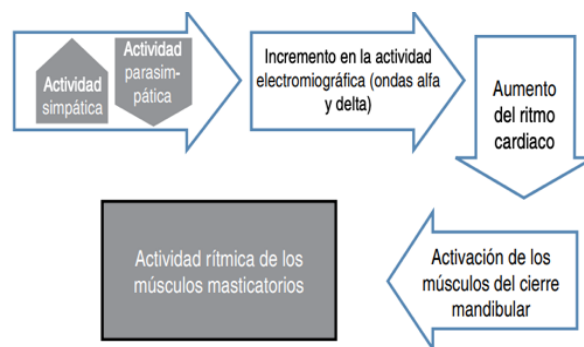 Actividad
simpática
Actividad
parasim-
pática
Incremento en la actividad
electromiográfica (ondas alfa
y delta)
Aumento
del ritmo
cardiaco
Activación de los
músculos del cierre
mandibular
Actividad rítmica de los
músculos masticatorios